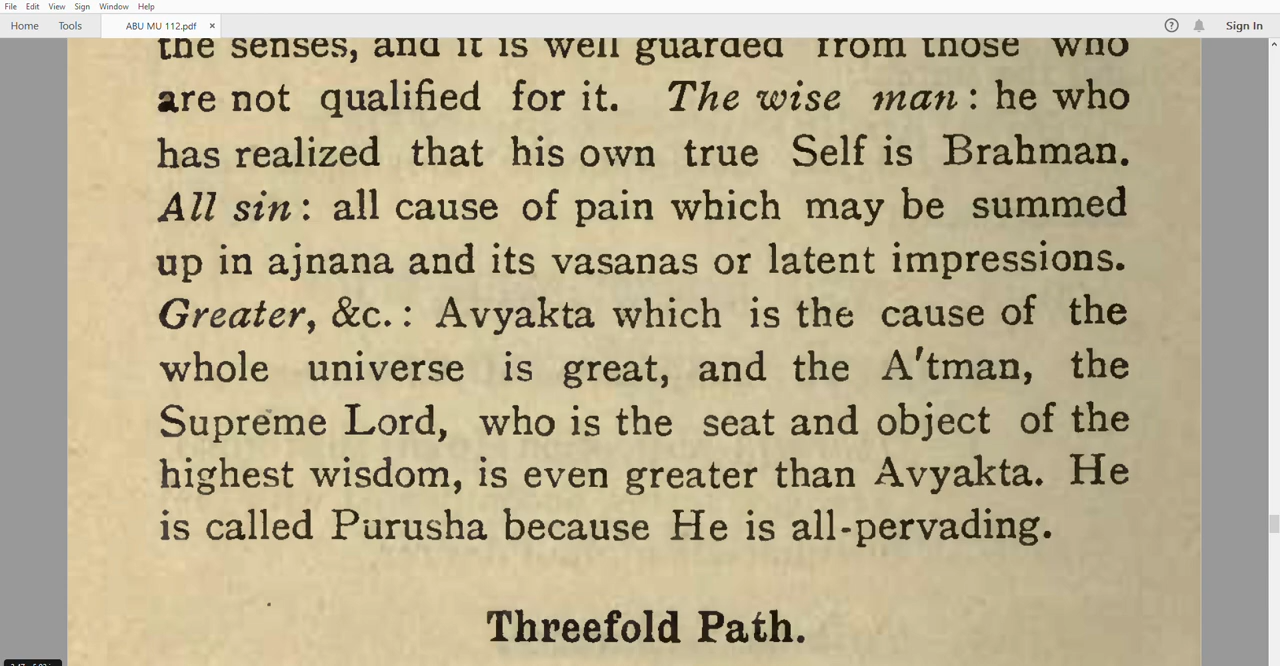 File Edit View Sign Window Help
Home Tools ABU MU 112.pdf × Sign In
the senses, and it is well guarded from those who
are not qualified for it. The wise man : he who
has realized that his own true Self is Brahman.
All sin : all cause of pain which may be summed
up in ajnana and its vasanas or latent impressions.
Greater, &c. : Avyakta which is the cause of the
whole universe is great, and the A'tman, the
Supreme Lord, who is the seat and object of the
highest wisdom, is even greater than Avyakta. He
is called Purusha because He is all-pervading.
Threefold Path.